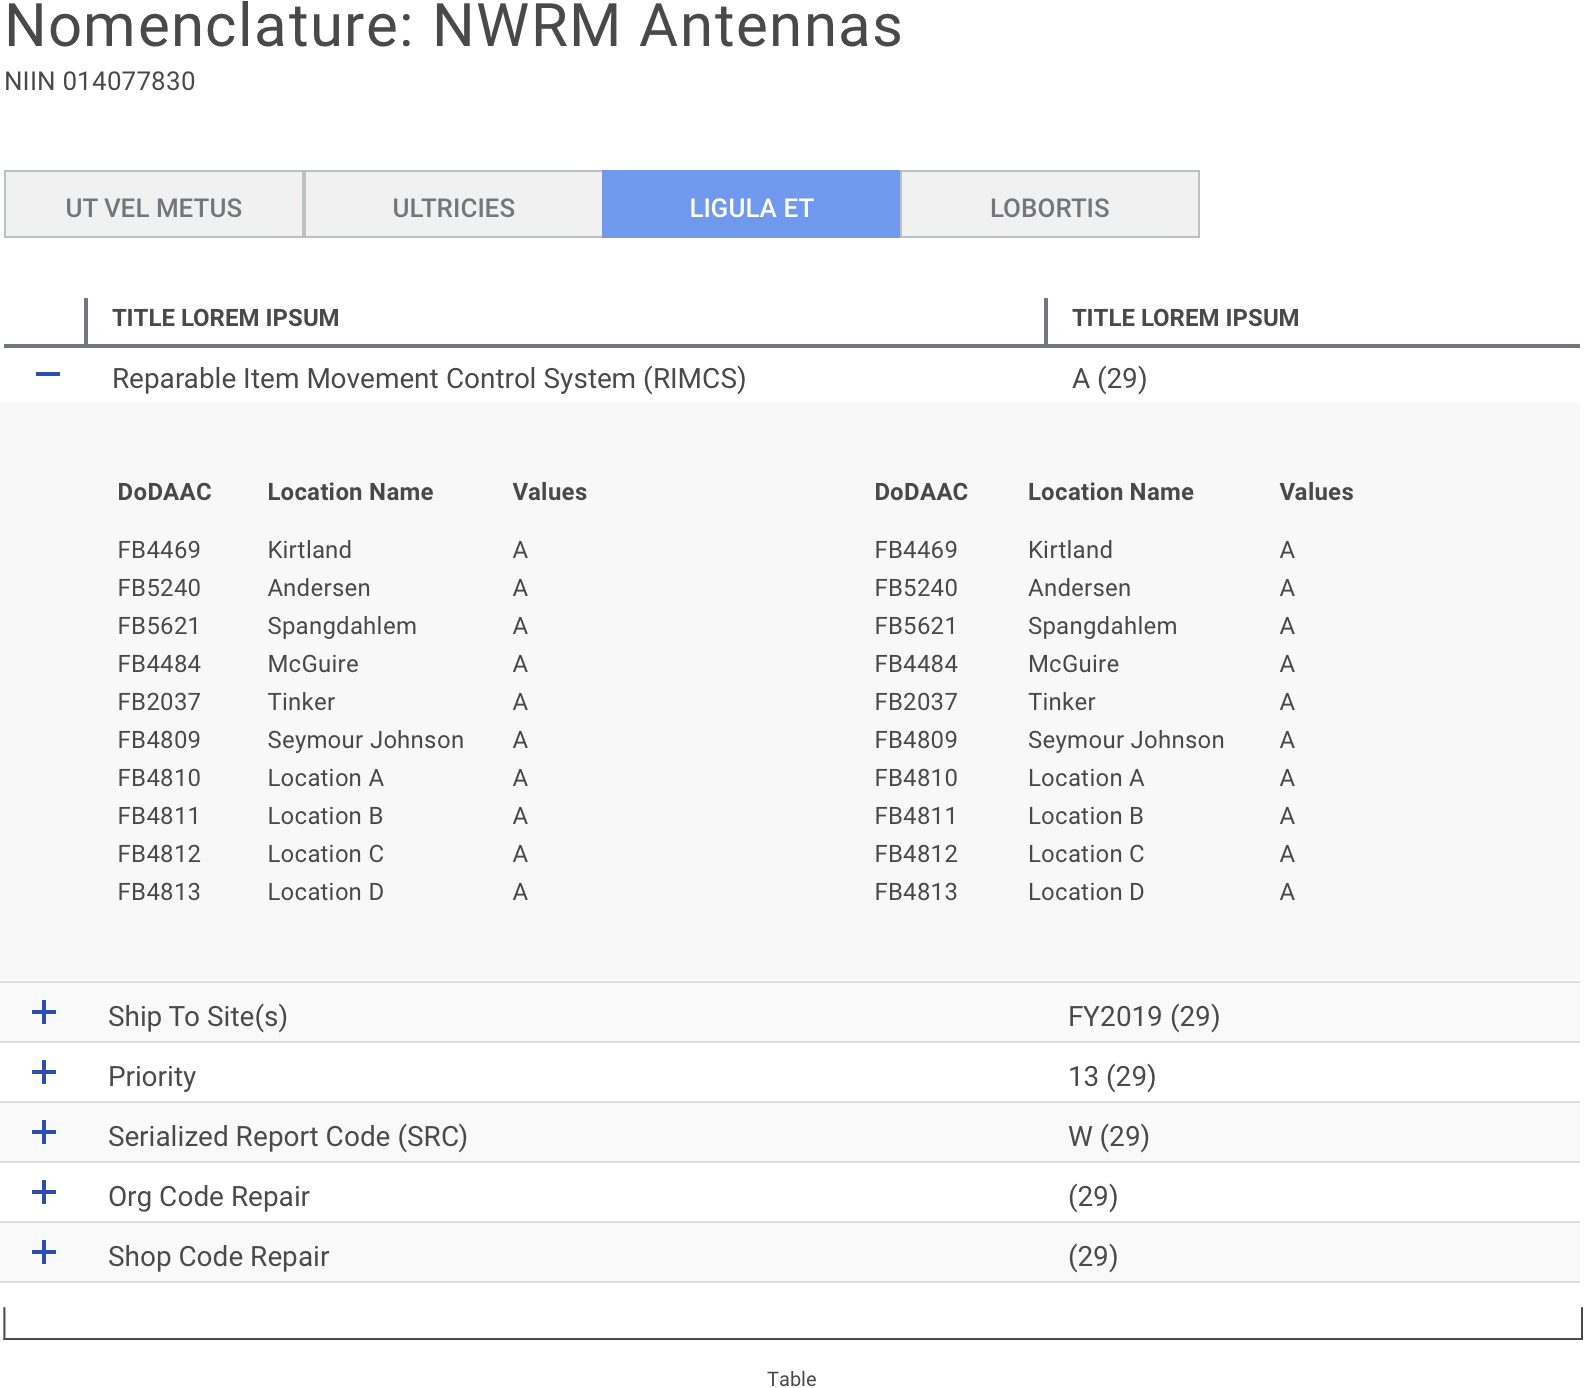 Nomenclature: NWRM Antennas
NIIN 014077830
UT VEL METUS ULTRICIES LIGULA ET LOBORTIS
TITLE LOREM IPSUM TITLE LOREM IPSUM
Reparable Item Movement Control System (RIMCS) A (29)
DoDAAC Location Name Values DoDAAC Location Name Values
FB4469 Kirtland A FB4469 Kirtland A
FB5240 Andersen A FB5240 Andersen A
FB5621 Spangdahlem A FB5621 Spangdahlem A
FB4484 McGuire A FB4484 McGuire A
FB2037 Tinker A FB2037 Tinker A
FB4809 Seymour Johnson A FB4809 Seymour Johnson A
FB4810 Location A A FB4810 Location A A
FB4811 Location B A FB4811 Location B A
FB4812 Location C A FB4812 Location C A
FB4813 Location D A FB4813 Location D A
Ship To Site(s) FY2019 (29)
Priority 13 (29)
Serialized Report Code (SRC) W (29)
Org Code Repair (29)
Shop Code Repair (29)
Table